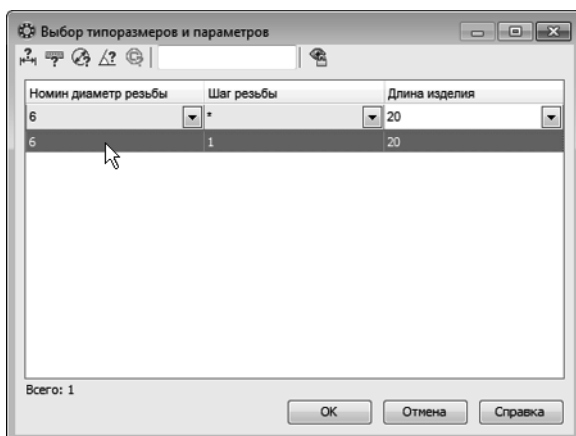 Выбор типоразмеров и параметров
Номин диаметр резьбы Шаг резьбы Длина изделия
6 * 20
6 1 20
Всего: 1
OK Отмена Справка